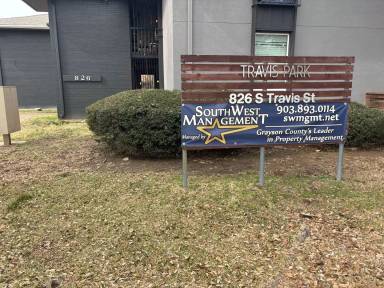 826
TRAVIS PARK
826 S Travis St
SOUTHWEST
MANAGEMENT
Managed by
903.893.0114
swmgmt.net
Grayson County's Leader
in Property Management